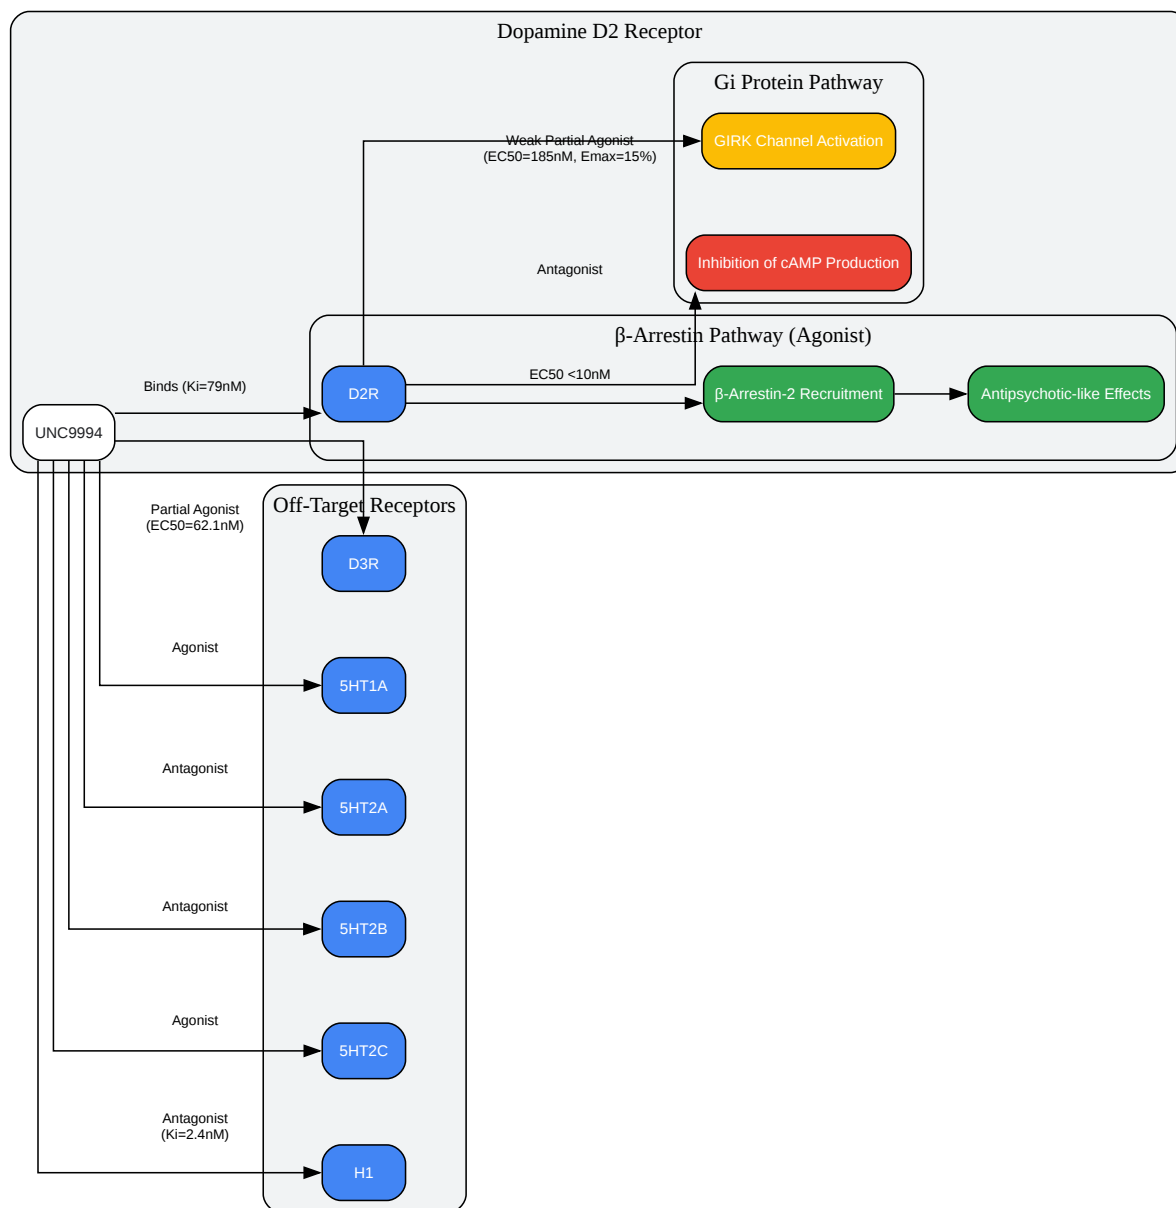 Dopamine D2 Receptor
Gi Protein Pathway
Weak Partial Agonist
(EC50=185nM, Emax=15%)
GIRK Channel Activation
Antagonist
Inhibition of cAMP Production
β-Arrestin Pathway (Agonist)
Binds (Ki=79nM)
D2R
EC50 <10nM
β-Arrestin-2 Recruitment
Antipsychotic-like Effects
UNC9994
Off-Target Receptors
Partial Agonist
(EC50=62.1nM)
D3R
Agonist
5HT1A
Antagonist
5HT2A
Antagonist
5HT2B
Agonist
5HT2C
Antagonist
(Ki=2.4nM)
H1